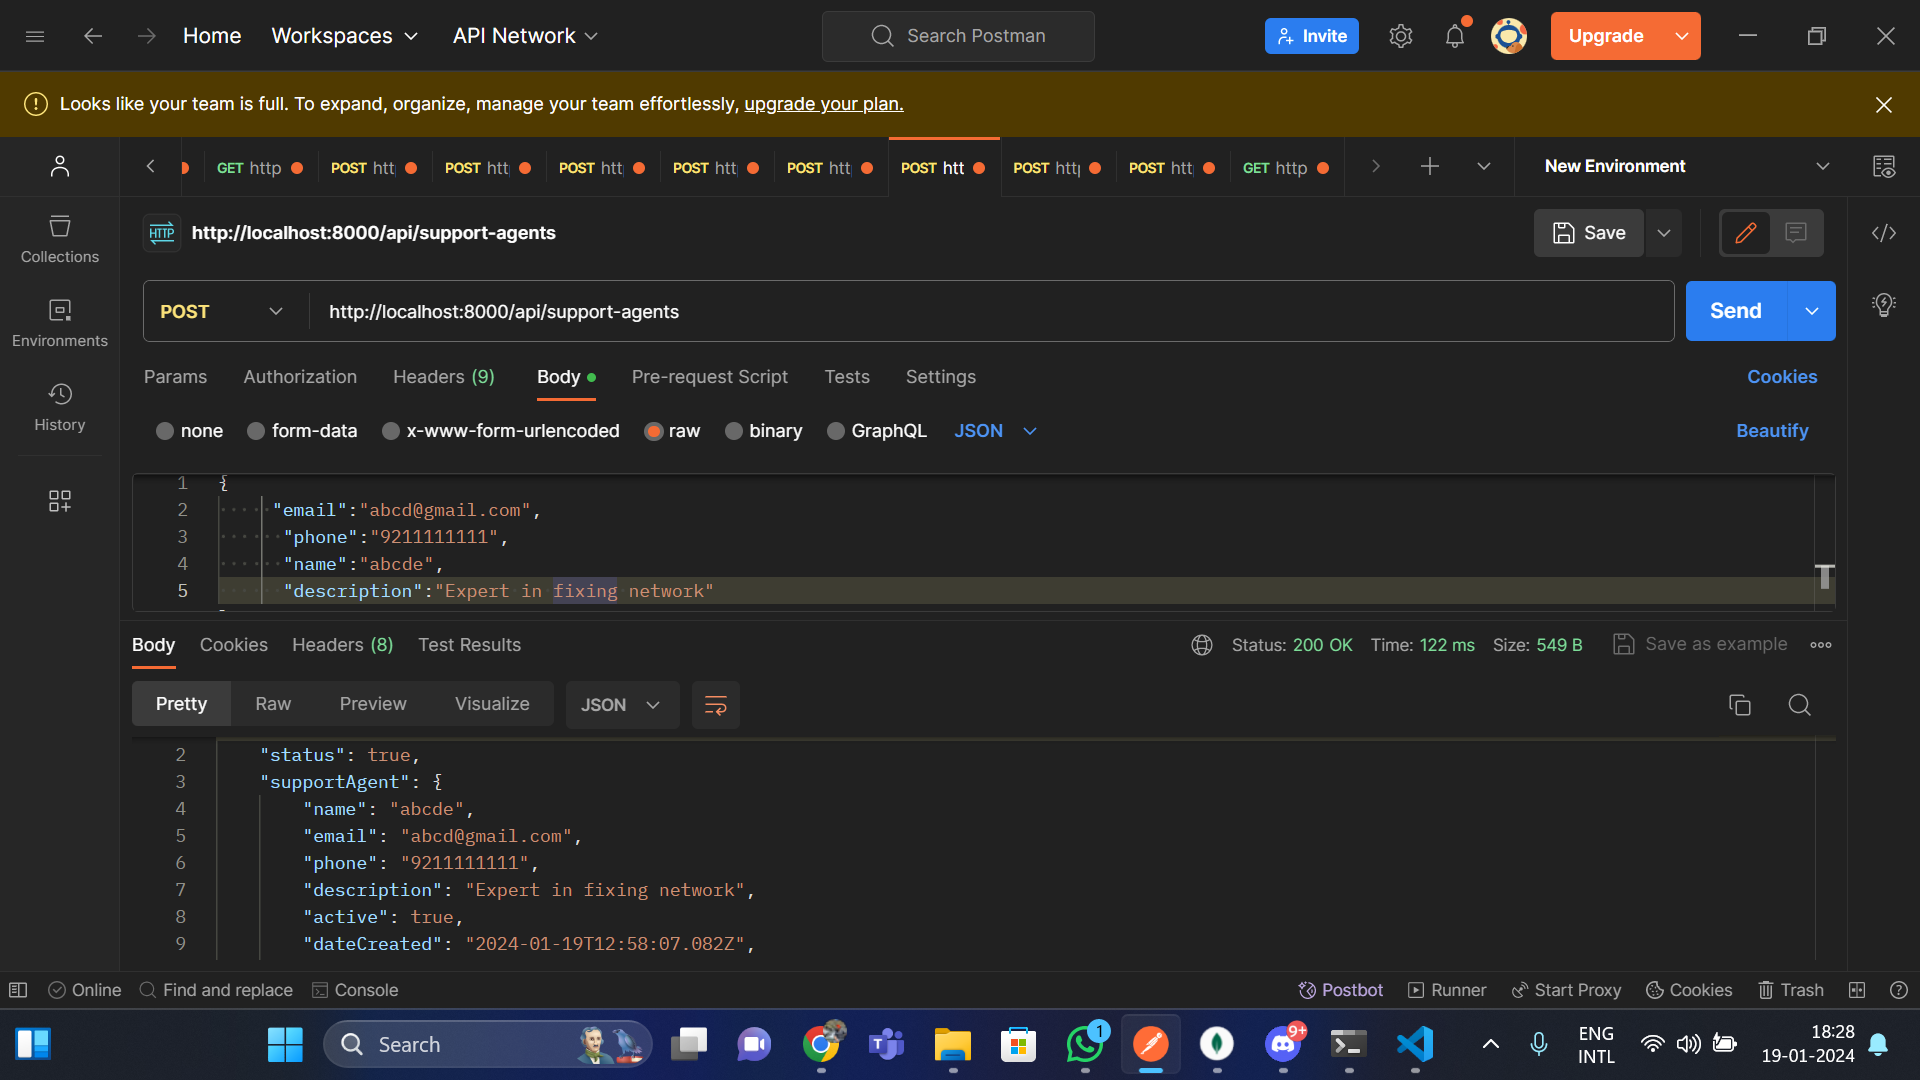 Home Workspaces API Network Search Postman Invite Upgrade
Looks like your team is full. To expand, organize, manage your team effortlessly, upgrade your plan.
GET http POST htt POST htt POST htt POST htt POST htt POST htt POST htt POST htt GET http New Environment
HTTP http://localhost:8000/api/support-agents Save
Collections
POST http://localhost:8000/api/support-agents Send
Environments
Params Authorization Headers (9) Body Pre-request Script Tests Settings Cookies
History
none form-data x-www-form-urlencoded raw binary GraphQL JSON Beautify
1 {
2 "email":"abcd@gmail.com",
3 "phone":"9211111111",
4 "name":"abcde",
5 "description":"Expert in fixing network"
Body Cookies Headers (8) Test Results Status: 200 OK Time: 122 ms Size: 549 B Save as example
Pretty Raw Preview Visualize JSON
2 "status": true,
3 "supportAgent": {
4 "name": "abcde",
5 "email": "abcd@gmail.com",
6 "phone": "9211111111",
7 "description": "Expert in fixing network",
8 "active": true,
9 "dateCreated": "2024-01-19T12:58:07.082Z",
Online Find and replace Console Postbot Runner Start Proxy Cookies Trash
Search 1 9+ ENG 18:28
INTL 19-01-2024